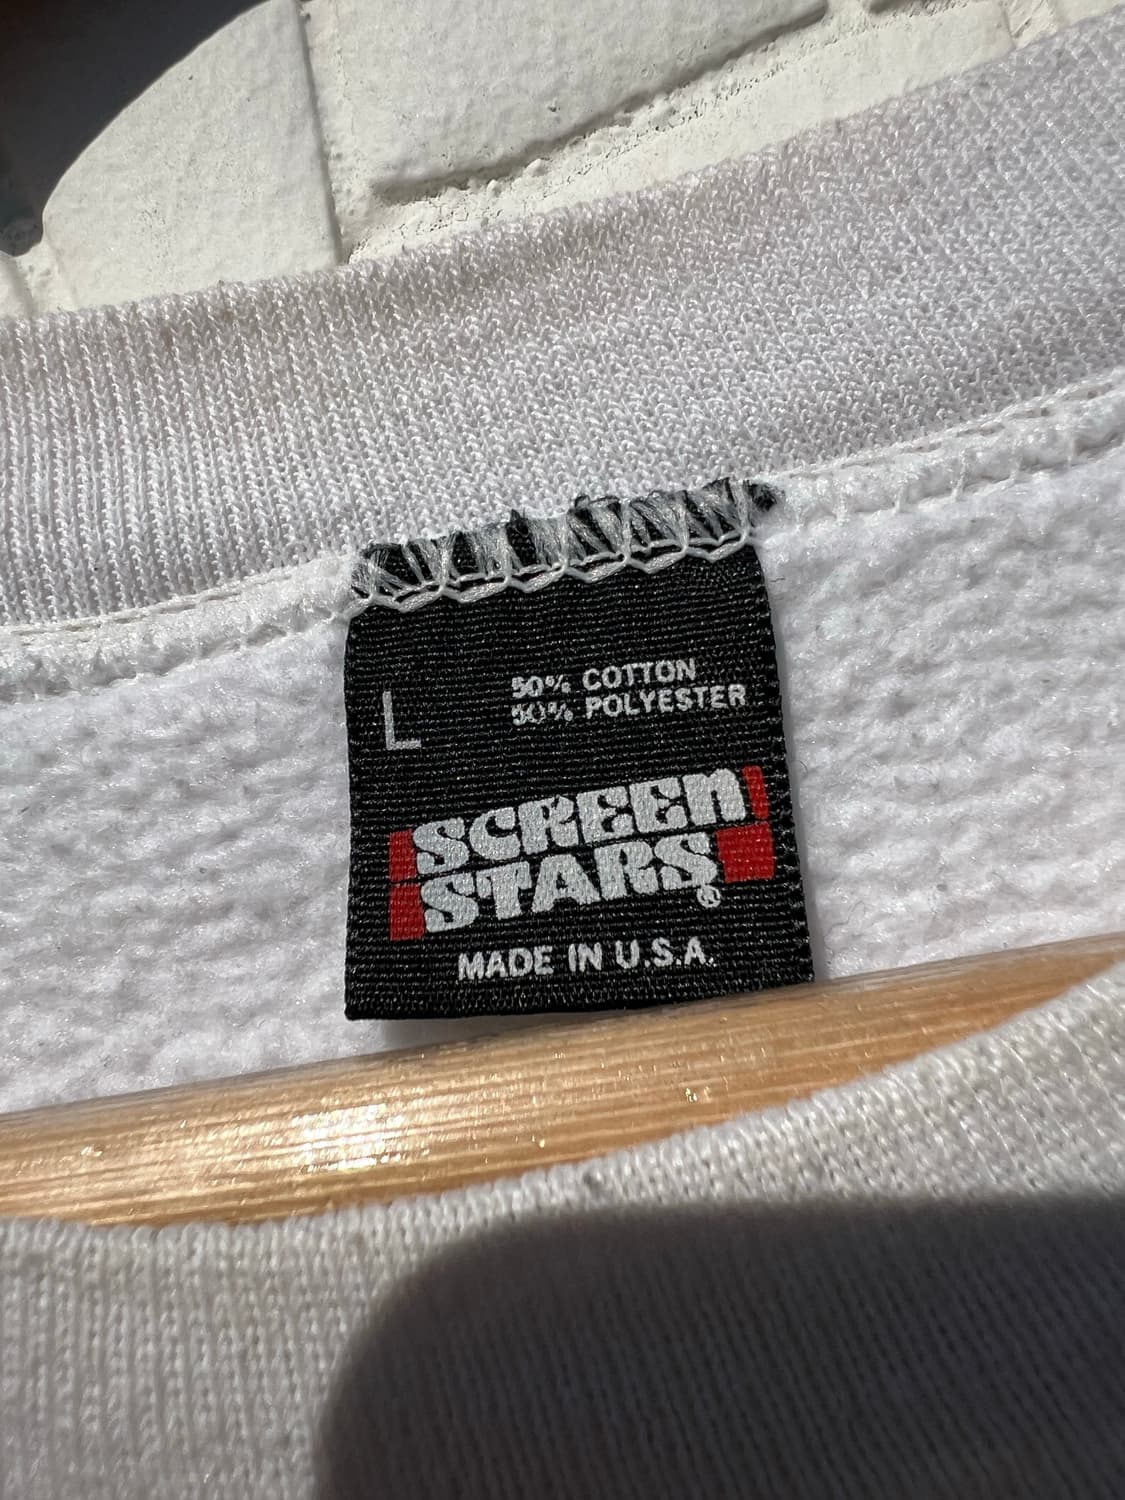 L
50% COTTON
50% POLYESTER
SCREEN
STARS®
MADE IN U.S.A.